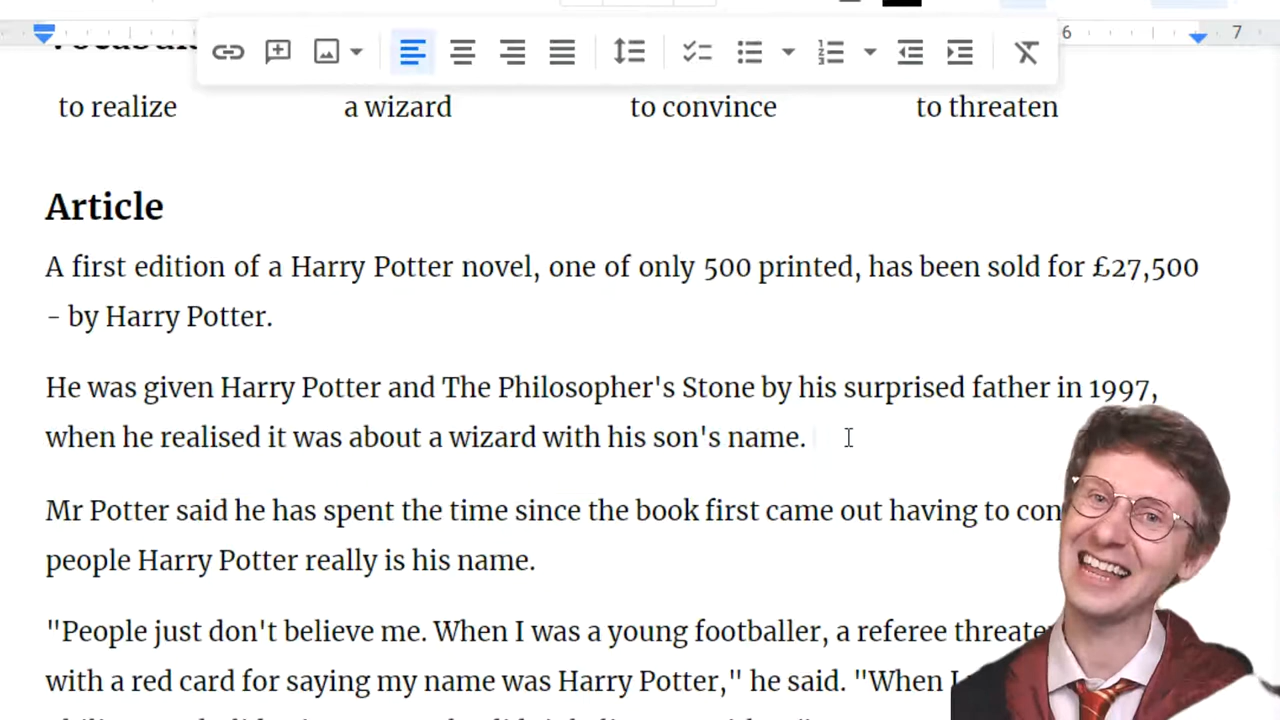 6 7
to realize a wizard to convince to threaten
Article
A first edition of a Harry Potter novel, one of only 500 printed, has been sold for £27,500
- by Harry Potter.
He was given Harry Potter and The Philosopher's Stone by his surprised father in 1997,
when he realised it was about a wizard with his son's name.
Mr Potter said he has spent the time since the book first came out having to con
people Harry Potter really is his name.
"People just don't believe me. When I was a young footballer, a referee threate
with a red card for saying my name was Harry Potter," he said. "When I